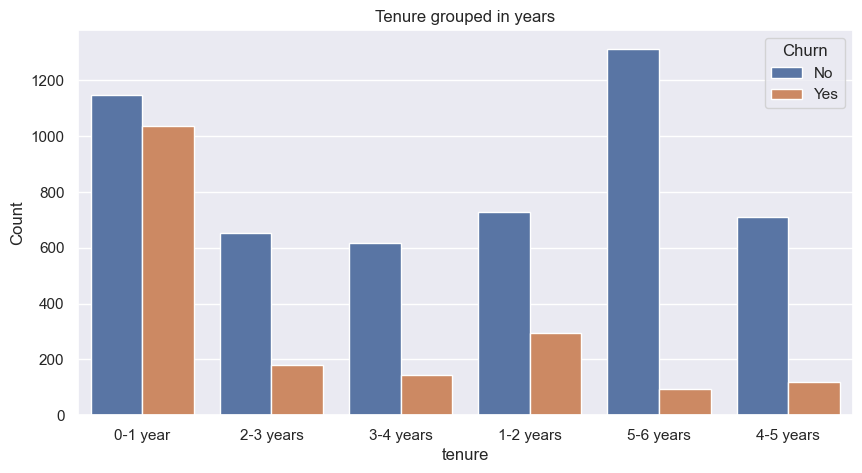 Tenure grouped in years
Churn
No
Yes
Count
1200
1000
800
600
400
200
0
0-1 year
2-3 years
3-4 years
1-2 years
5-6 years
4-5 years
tenure